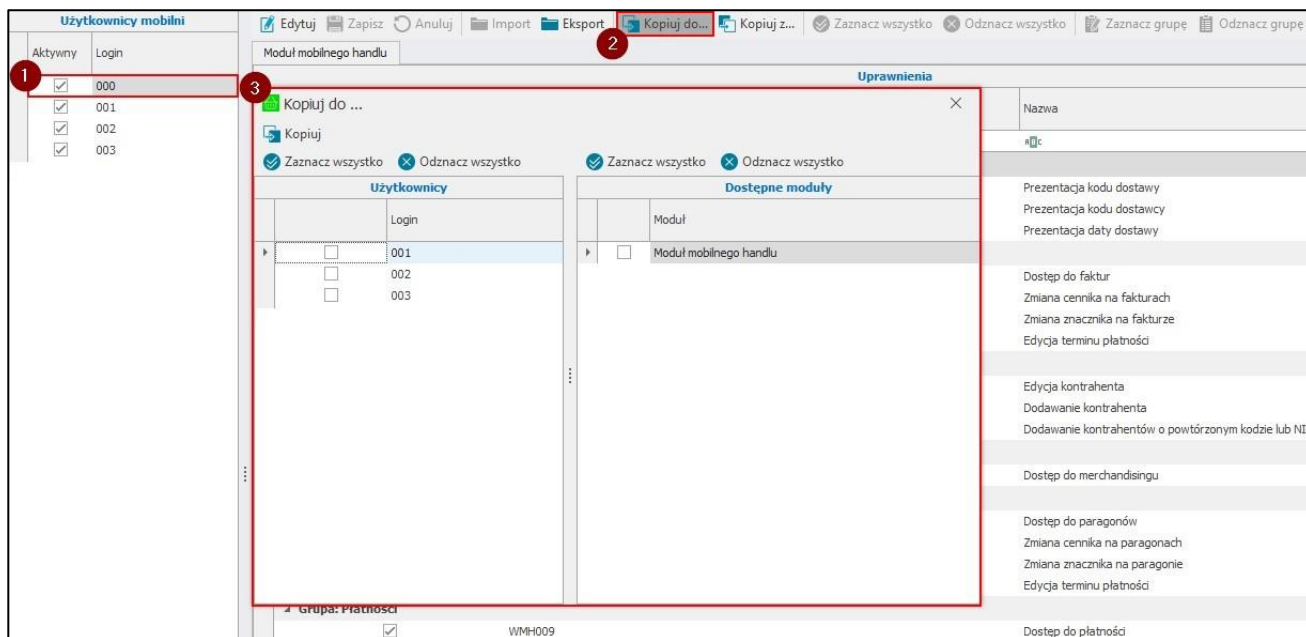 Użytkownicy mobilni
Aktywny Login
1
000
001
002
003
Edytuj Zapisz Anuluj Import Eksport Kopiuj do... Kopiuj z... Zaznacz wszystko Odznacz wszystko Zaznacz grupę Odznacz grupę
2
Moduł mobilnego handlu
Uprawnienia
3
Kopiuj do ...
Kopiuj
Zaznacz wszystko Odznacz wszystko
Użytkownicy
Login
001
002
003
Zaznacz wszystko Odznacz wszystko
Dostępne moduły
Moduł
Moduł mobilnego handlu
Nazwa
Prezentacja kodu dostawy
Prezentacja kodu dostawcy
Prezentacja daty dostawy
Dostęp do faktur
Zmiana cennika na fakturach
Zmiana znacznika na fakturze
Edycja terminu płatności
Edycja kontrahenta
Dodawanie kontrahenta
Dodawanie kontrahentów o powtórzonym kodzie lub NI
Dostęp do merchandisingu
Dostęp do paragonów
Zmiana cennika na paragonach
Zmiana znacznika na paragonie
Edycja terminu płatności
Grupa: Płatności
WMH009 Dostęp do płatności